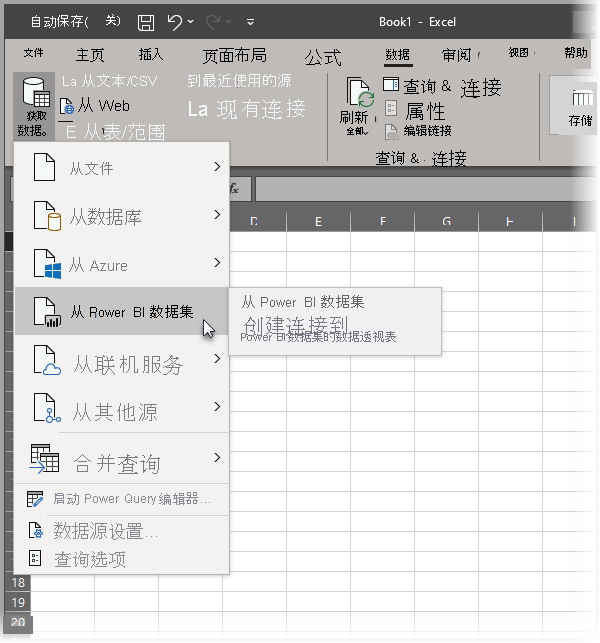 自动保存( 关)
Book1 - Excel
文件 主页 插入 页面布局 公式 数据 审阅 视图 帮助
获取
数据。
La 从文本/CSV
从 Web
E 从表/范围
到最近使用的源
La 现有连接
刷新
全部
查询 & 连接
属性
编辑链接
查询 & 连接
存储
fx
D E F G H I
从文件
从数据库
从 Azure
从 Rower BI 数据集
从联机服务
从其他源
合并查询
启动 Power Query 编辑器...
数据源设置...
查询选项
从 Power BI 数据集
创建连接到
Power BI数据集的数据透视表
18
19
20